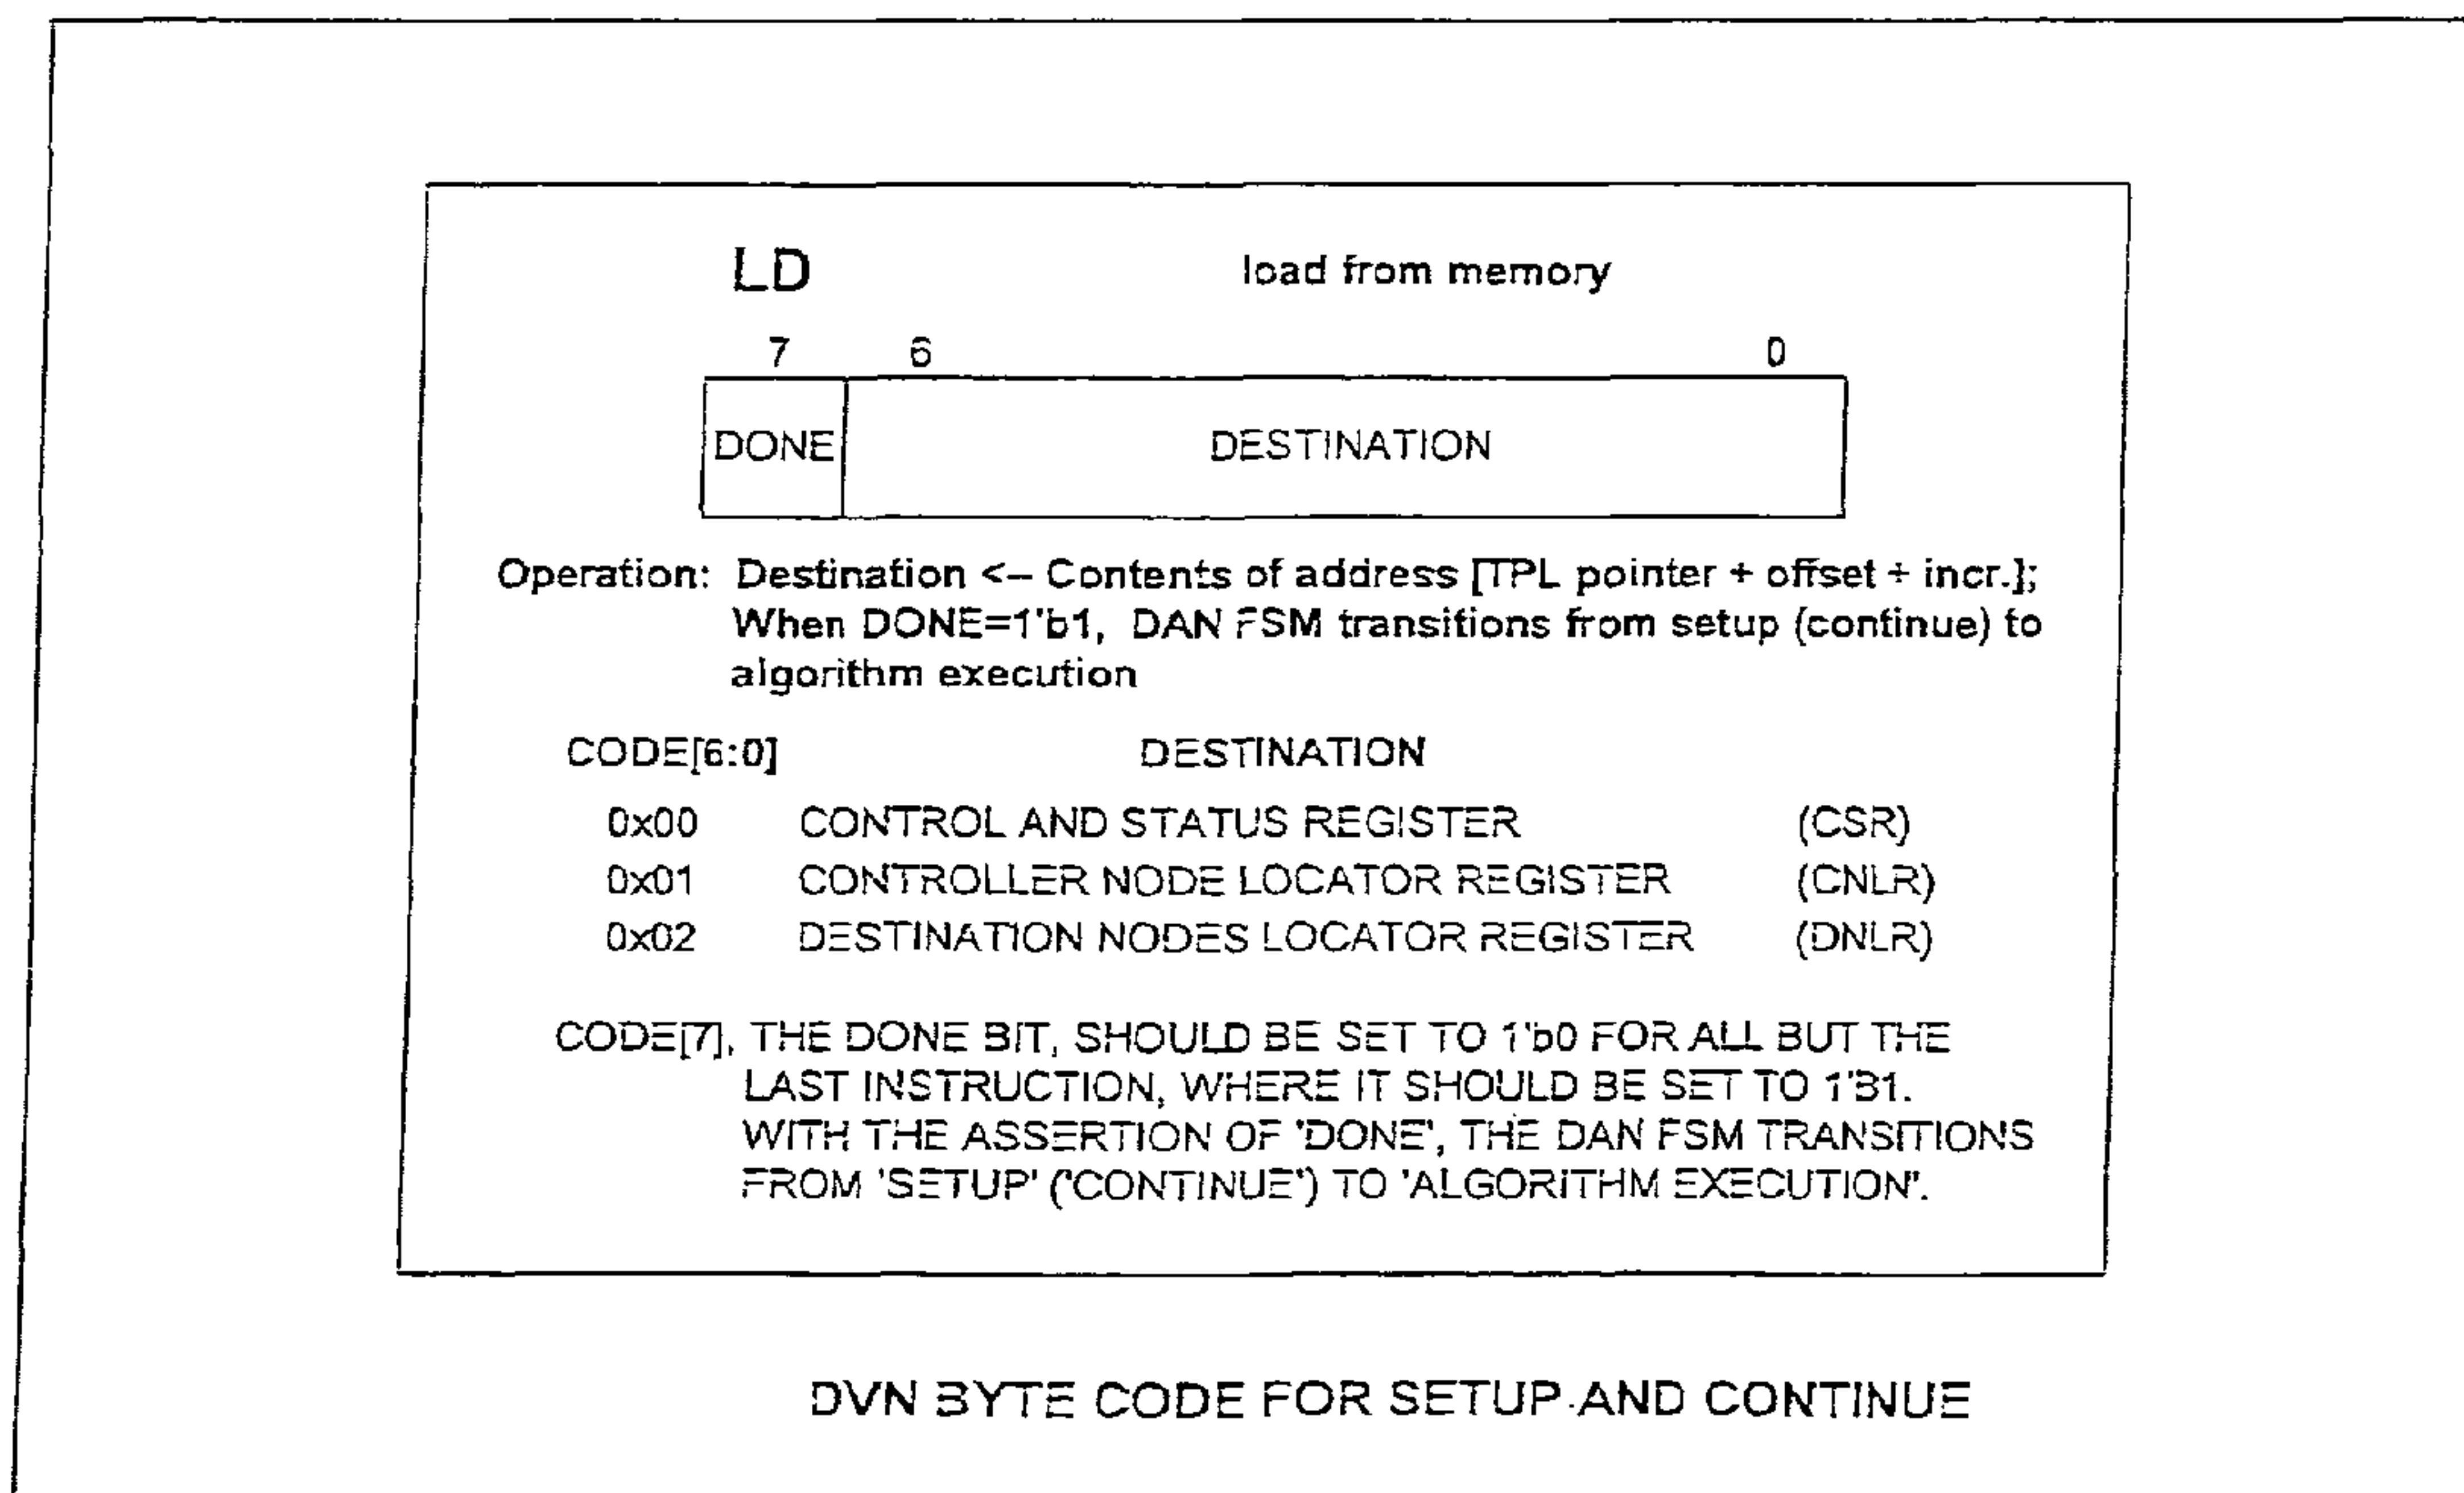 LD load from memory
7 6 0
DONE DESTINATION
Operation: Destination <– Contents of address [TPL pointer + offset + incr.];
When DONE=1'b1, DAN FSM transitions from setup (continue) to
algorithm execution
CODE[6:0] DESTINATION
0x00 CONTROL AND STATUS REGISTER (CSR)
0x01 CONTROLLER NODE LOCATOR REGISTER (CNLR)
0x02 DESTINATION NODES LOCATOR REGISTER (DNLR)
CODE[7], THE DONE BIT, SHOULD BE SET TO 1'b0 FOR ALL BUT THE
LAST INSTRUCTION, WHERE IT SHOULD BE SET TO 1'B1.
WITH THE ASSERTION OF 'DONE', THE DAN FSM TRANSITIONS
FROM 'SETUP' ('CONTINUE') TO 'ALGORITHM EXECUTION'.
DVN BYTE CODE FOR SETUP AND CONTINUE